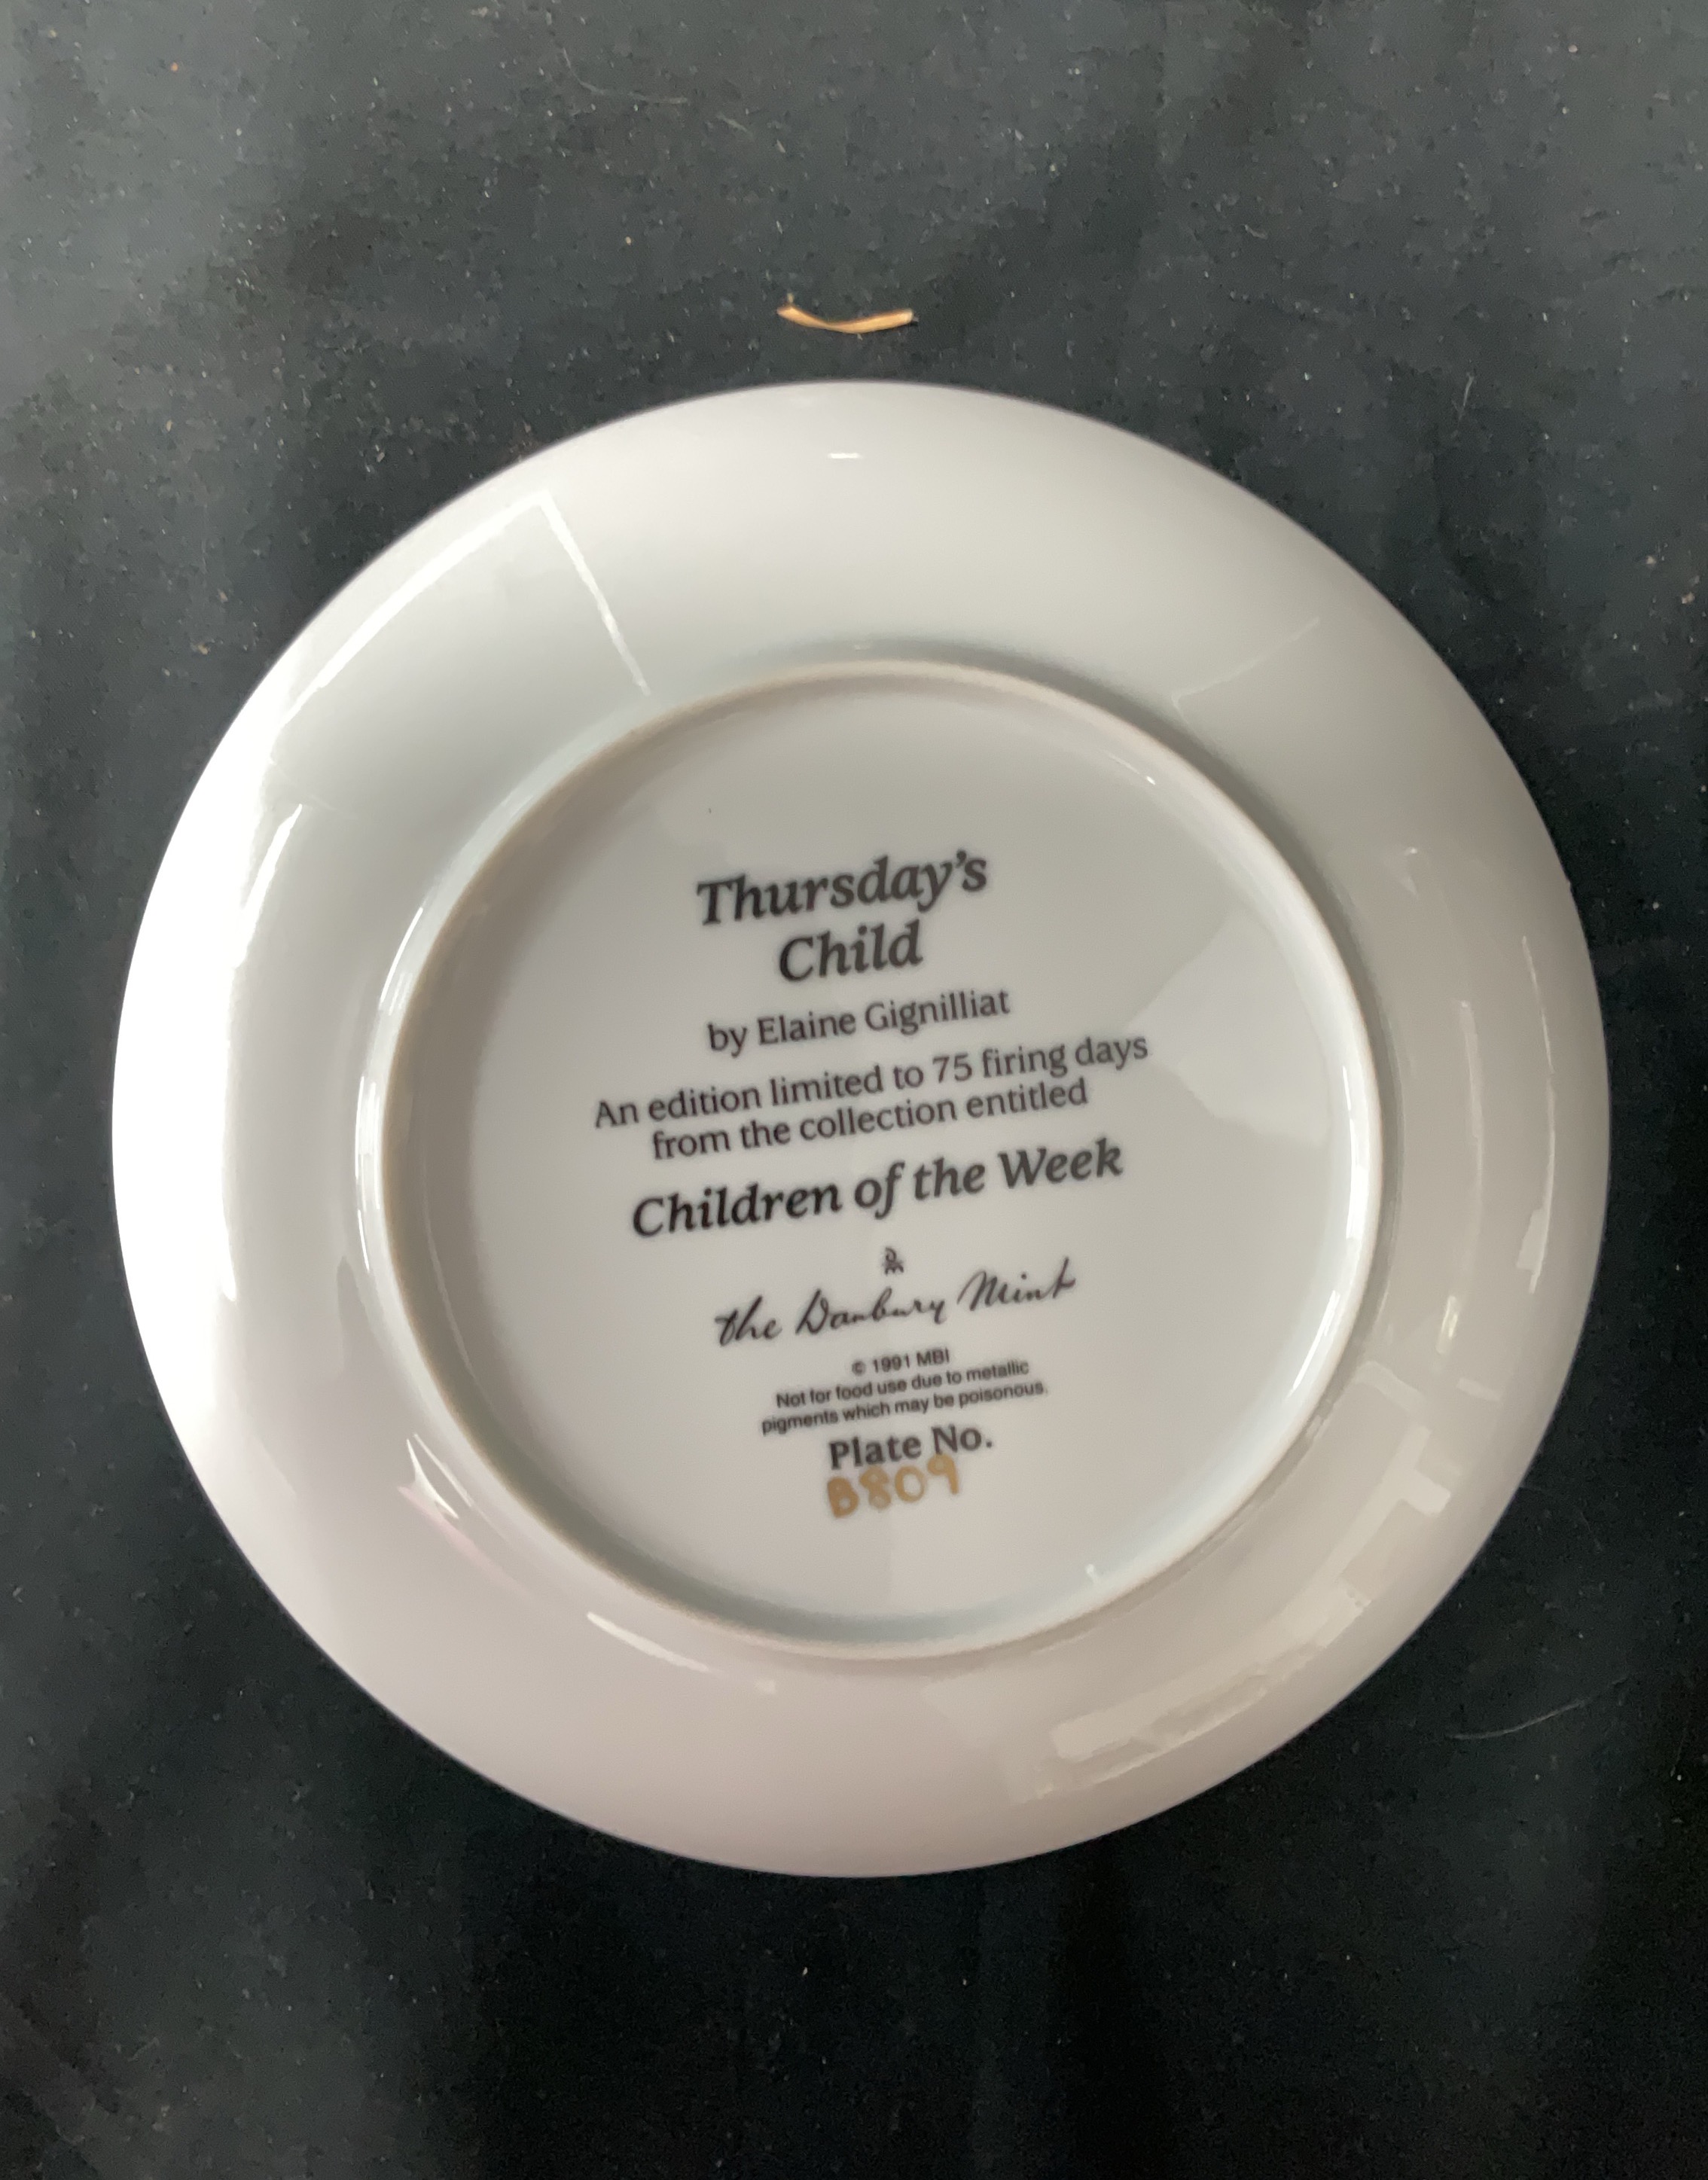 Thursday's
Child
by Elaine Gignilliat
An edition limited to 75 firing days
from the collection entitled
Children of the Week
the Danbury Mint
© 1991 MBI
Not for food use due to metallic
pigments which may be poisonous.
Plate No.
B809